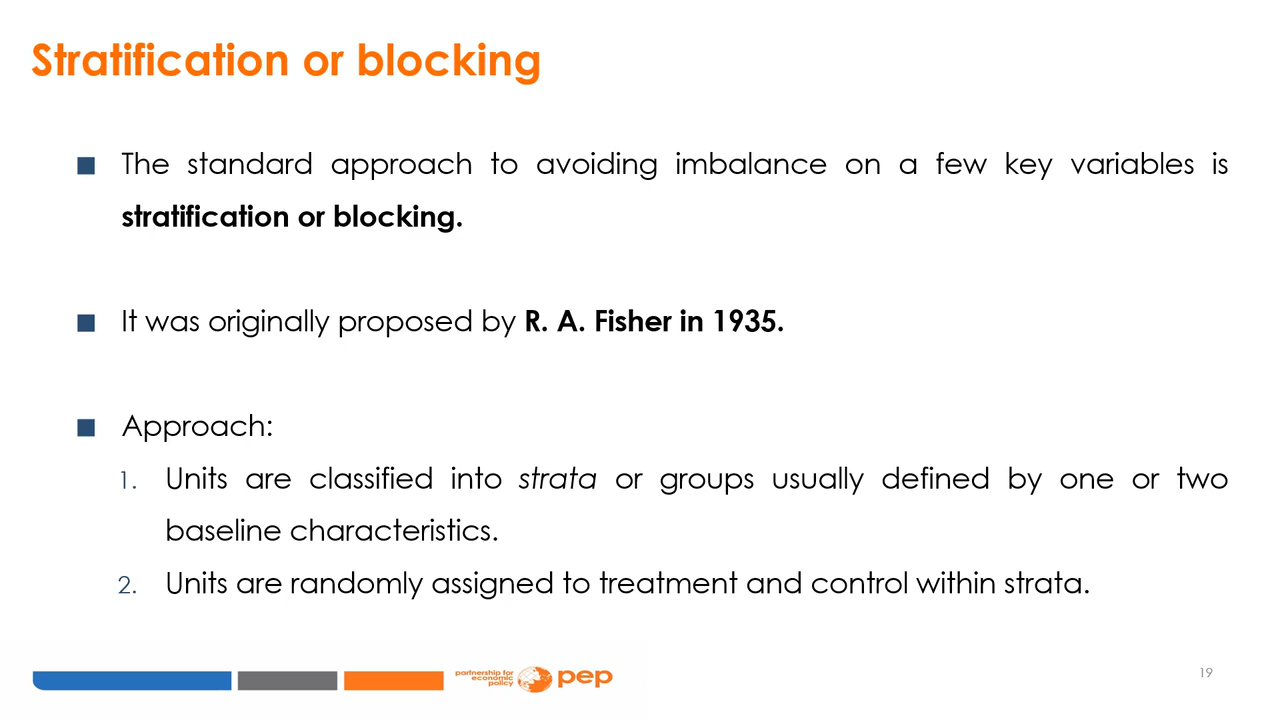 Stratification or blocking
■ The standard approach to avoiding imbalance on a few key variables is
stratification or blocking.
■ It was originally proposed by R. A. Fisher in 1935.
■ Approach:
1. Units are classified into strata or groups usually defined by one or two
baseline characteristics.
2. Units are randomly assigned to treatment and control within strata.
partnership for
economic
policy
pep
19